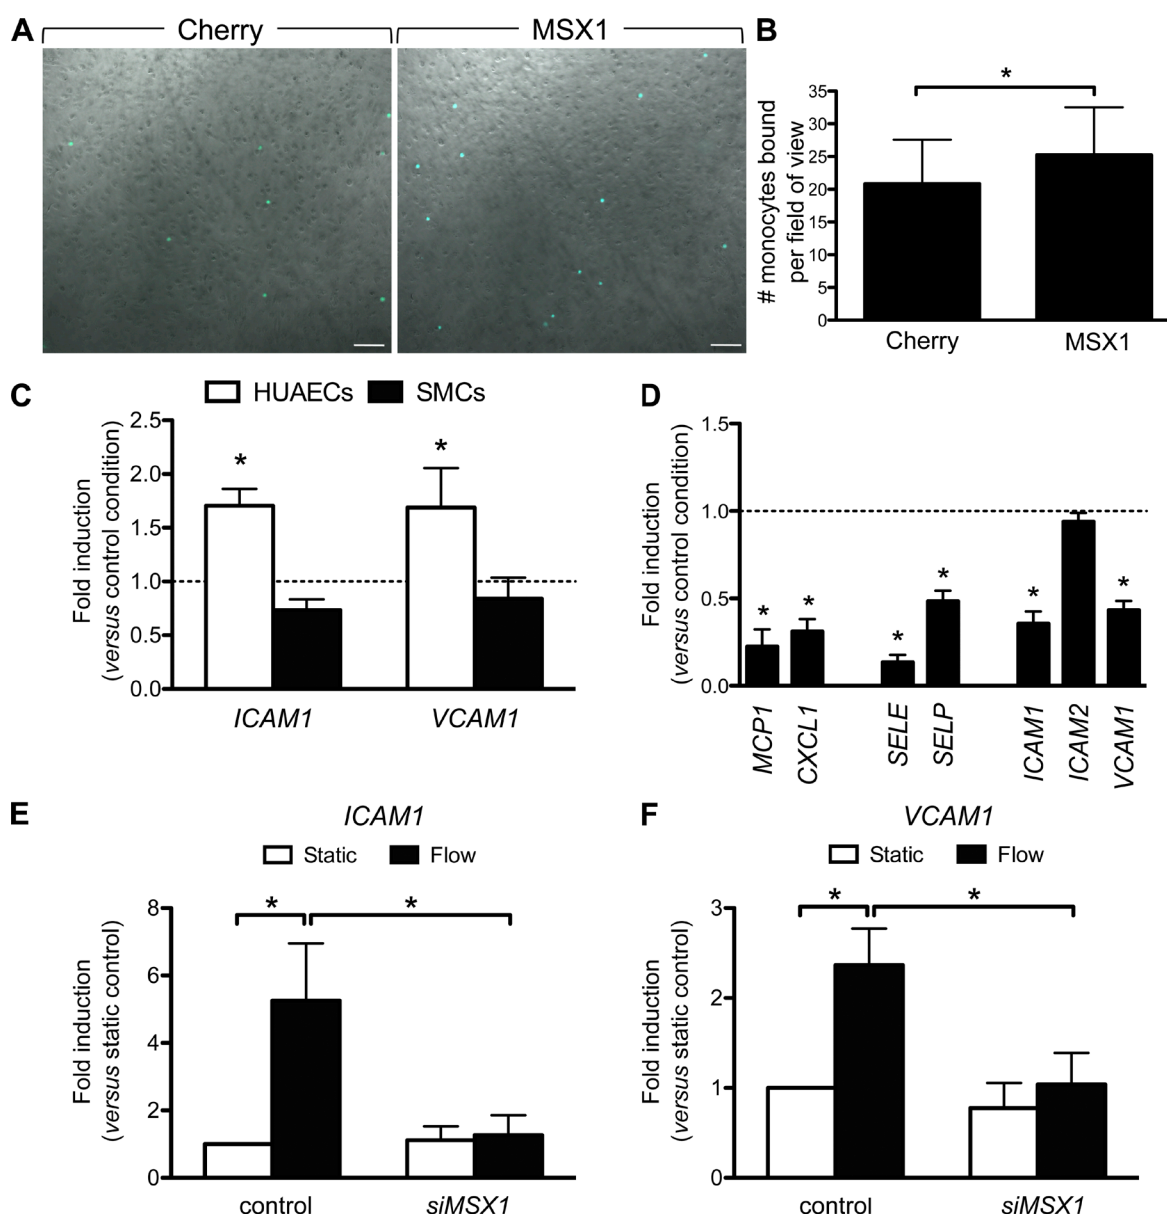 A
Cherry
MSX1
B
*
# monocytes bound
per field of view
35
30
25
20
15
10
5
0
Cherry
MSX1
C
HUAECs
SMCs
Fold induction
(versus control condition)
2.5
2.0
1.5
1.0
0.5
0.0
*
*
ICAM1
VCAM1
D
Fold induction
(versus control condition)
1.5
1.0
0.5
0.0
*
*
*
*
*
*
MCP1
CXCL1
SELE
SELP
ICAM1
ICAM2
VCAM1
E
ICAM1
Static
Flow
Fold induction
(versus static control)
8
6
4
2
0
*
*
control
siMSX1
F
VCAM1
Static
Flow
Fold induction
(versus static control)
3
2
1
0
*
*
control
siMSX1